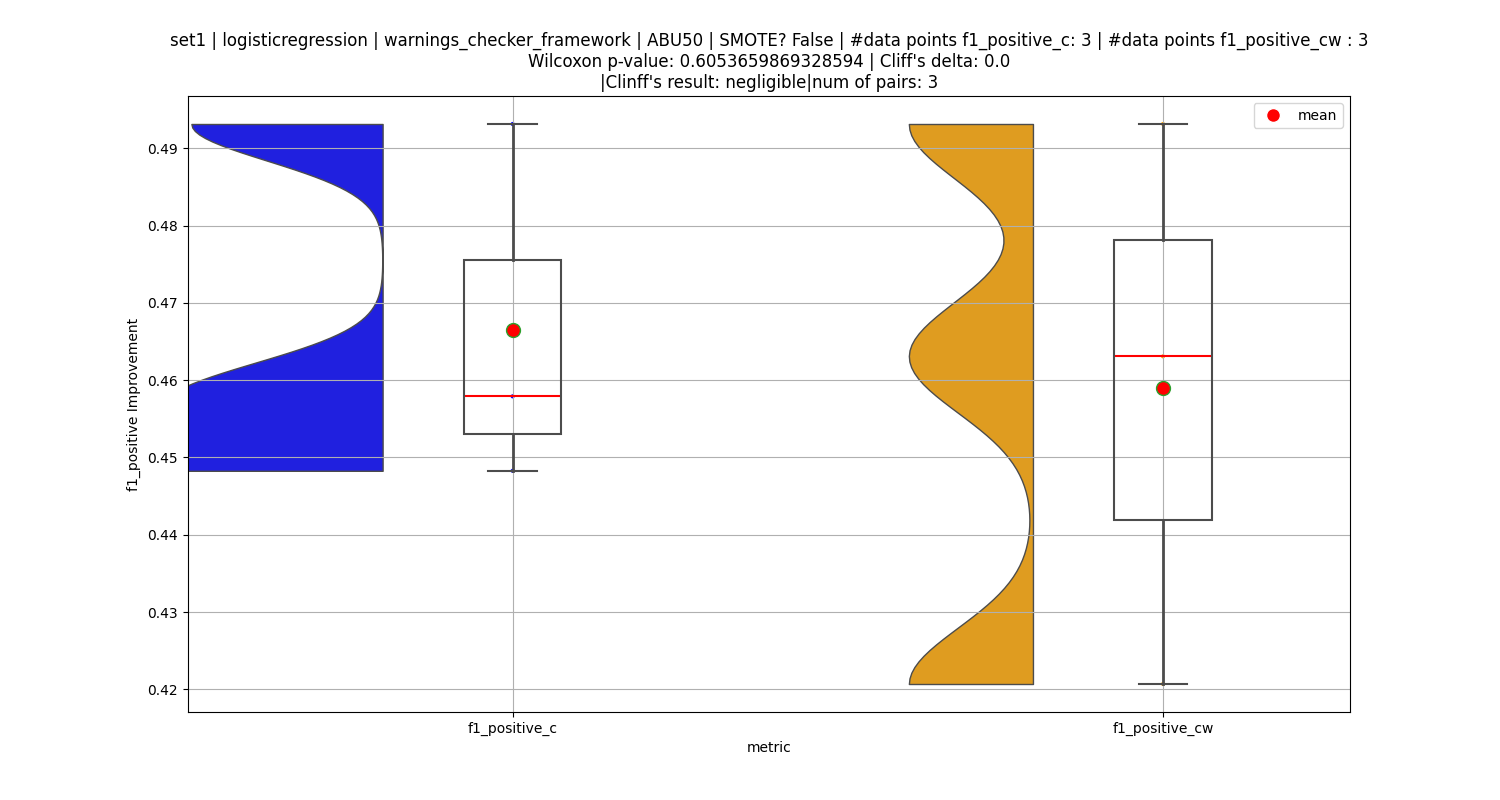 set1 | logisticregression | warnings_checker_framework | ABU50 | SMOTE? False | #data points f1_positive_c: 3 | #data points f1_positive_cw : 3
Wilcoxon p-value: 0.6053659869328594 | Cliff's delta: 0.0
|Clinff's result: negligible|num of pairs: 3
mean
0.49
0.48
0.47
0.46
0.45
0.44
0.43
0.42
f1_positive Improvement
f1_positive_c
f1_positive_cw
metric